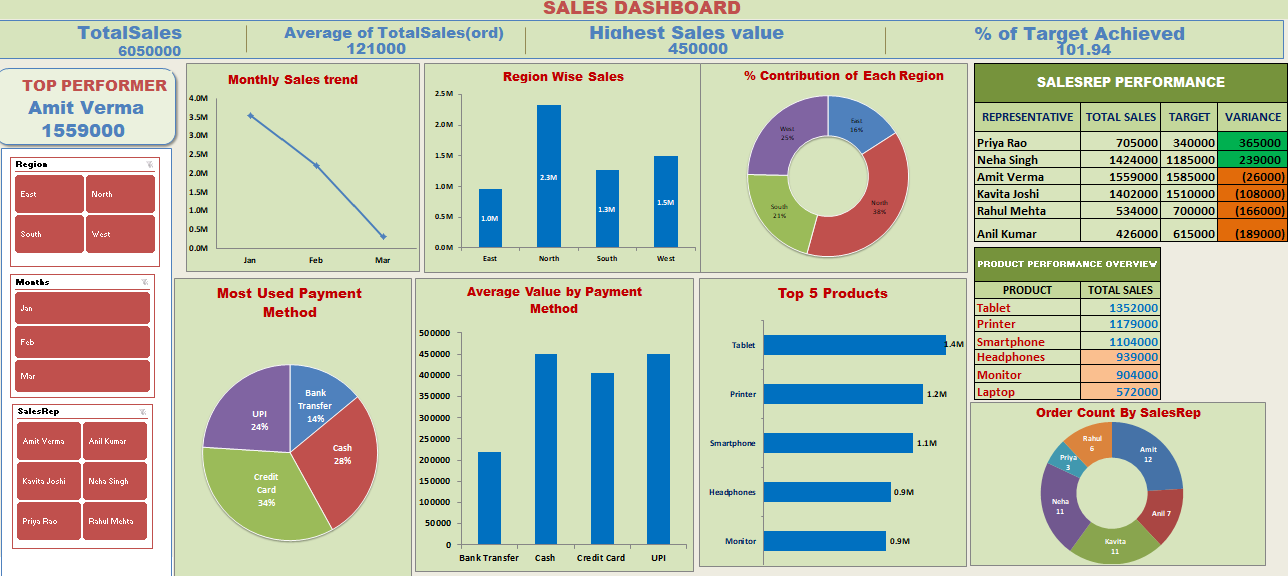 SALES DASHBOARD
TotalSales
6050000
Average of TotalSales(ord)
121000
Highest Sales value
450000
% of Target Achieved
101.94
TOP PERFORMER
Amit Verma
1559000
Region
East North
South West
Months
Jan
Feb
Mar
SalesRep
Amit Verma Anil Kumar
Kavita Joshi Neha Singh
Priya Rao Rahul Mehta
Monthly Sales trend
4.0M
3.5M
3.0M
2.5M
2.0M
1.5M
1.0M
0.5M
0.0M
Jan Feb Mar
Region Wise Sales
2.5M
2.0M
1.5M
1.0M
0.5M
0.0M
1.0M
2.3M
1.3M
1.5M
East North South West
% Contribution of Each Region
East
16%
North
38%
South
21%
West
25%
SALESREP PERFORMANCE
REPRESENTATIVE TOTAL SALES TARGET VARIANCE
Priya Rao 705000 340000 365000
Neha Singh 1424000 1185000 239000
Amit Verma 1559000 1585000 (26000)
Kavita Joshi 1402000 1510000 (108000)
Rahul Mehta 534000 700000 (166000)
Anil Kumar 426000 615000 (189000)
Most Used Payment
Method
Bank
Transfer
14%
Cash
28%
Credit
Card
34%
UPI
24%
Average Value by Payment
Method
500000
450000
400000
350000
300000
250000
200000
150000
100000
50000
0
Bank Transfer Cash Credit Card UPI
Top 5 Products
Tablet 1.4M
Printer 1.2M
Smartphone 1.1M
Headphones 0.9M
Monitor 0.9M
PRODUCT PERFORMANCE OVERVIEW
PRODUCT TOTAL SALES
Tablet 1352000
Printer 1179000
Smartphone 1104000
Headphones 939000
Monitor 904000
Laptop 572000
Order Count By SalesRep
Amit
12
Anil 7
Kavita
11
Neha
11
Priya
3
Rahul
6